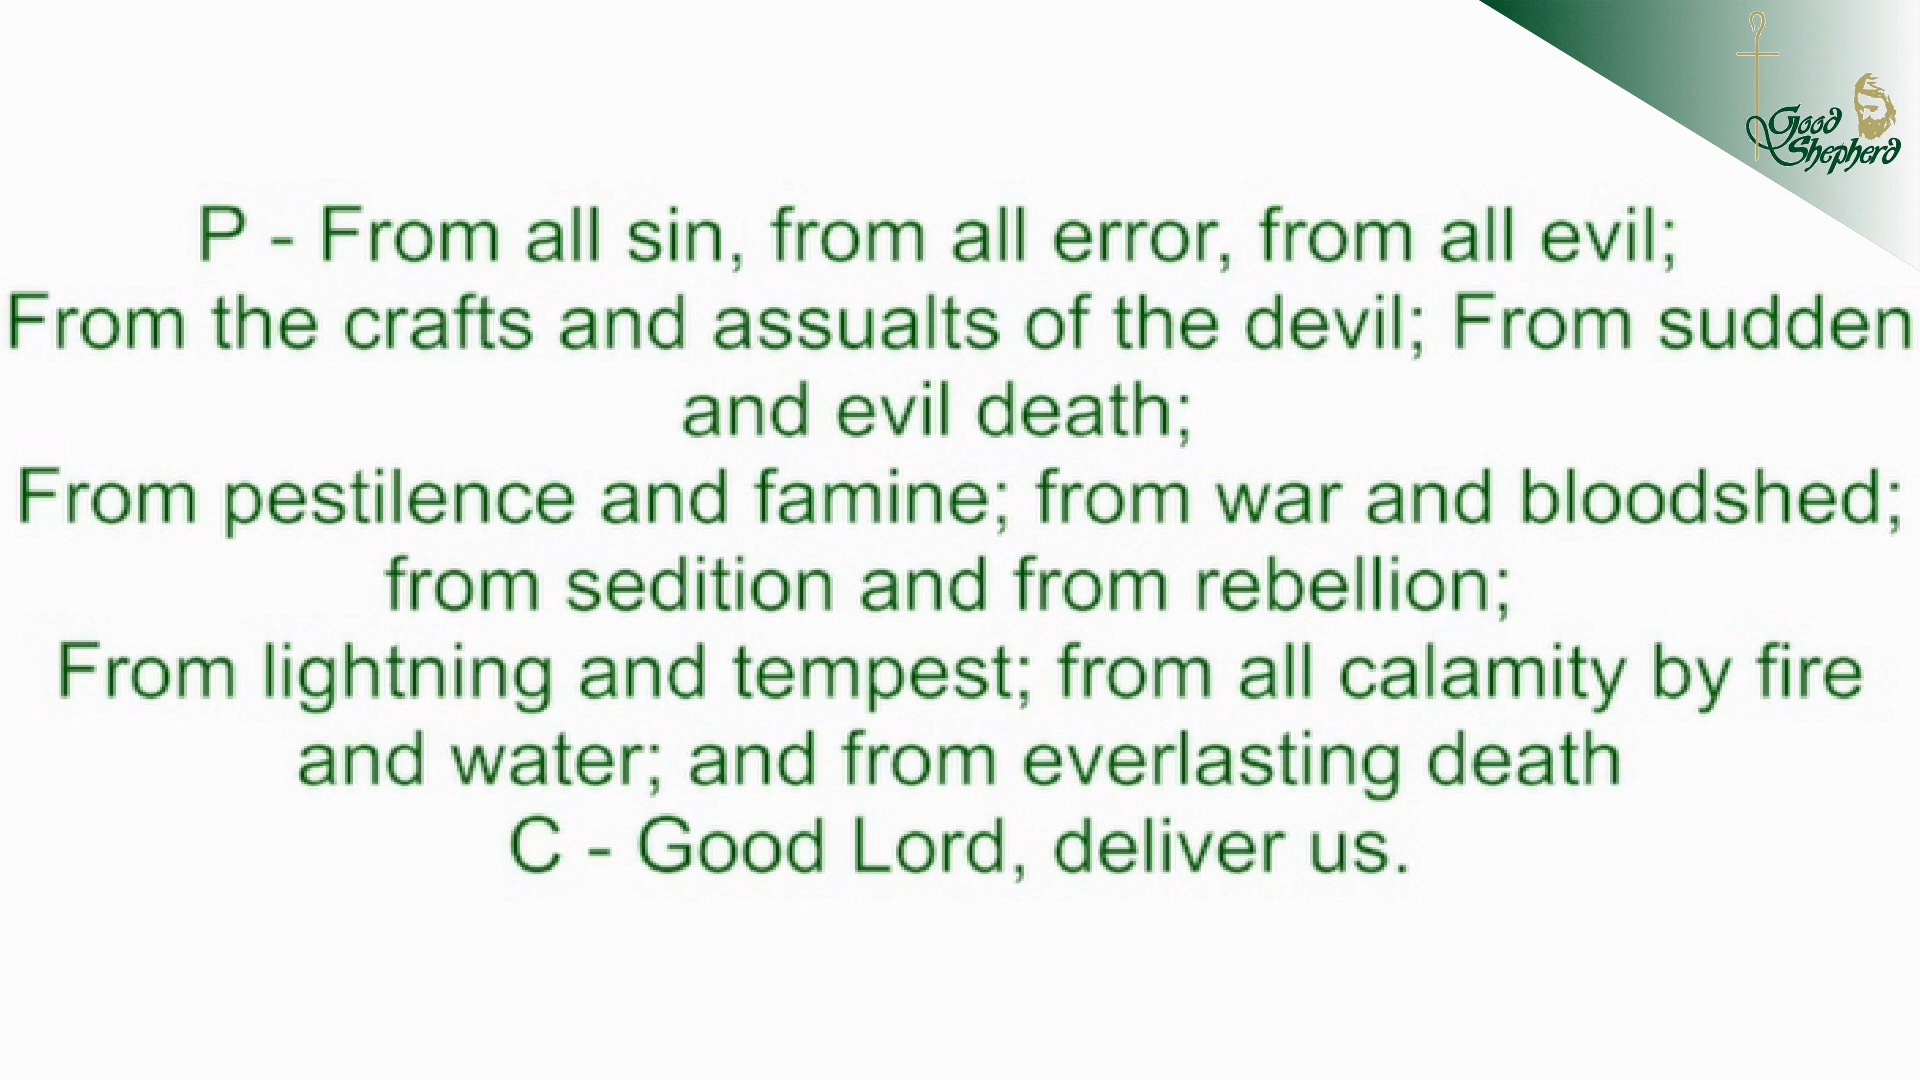 Good
Shepherd
P - From all sin, from all error, from all evil;
From the crafts and assualts of the devil; From sudden
and evil death;
From pestilence and famine; from war and bloodshed;
from sedition and from rebellion;
From lightning and tempest; from all calamity by fire
and water; and from everlasting death
C - Good Lord, deliver us.